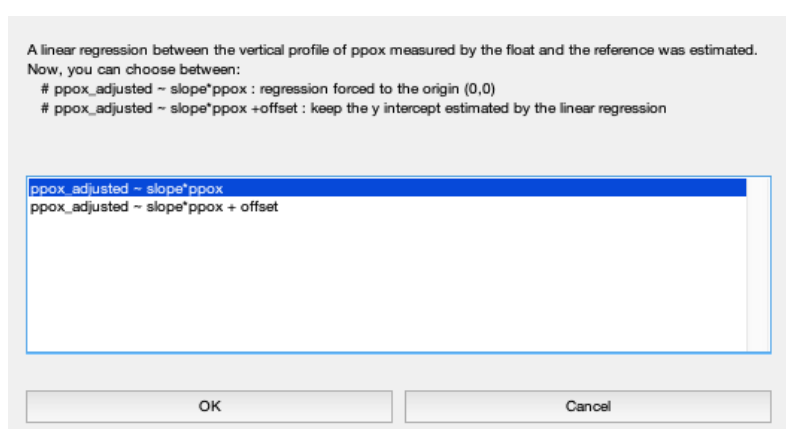 A linear regression between the vertical profile of ppox measured by the float and the reference was estimated.
Now, you can choose between:
# ppox_adjusted ~ slope*ppox : regression forced to the origin (0,0)
# ppox_adjusted ~ slope*ppox +offset : keep the y intercept estimated by the linear regression
ppox_adjusted ~ slope*ppox
ppox_adjusted ~ slope*ppox + offset
OK
Cancel